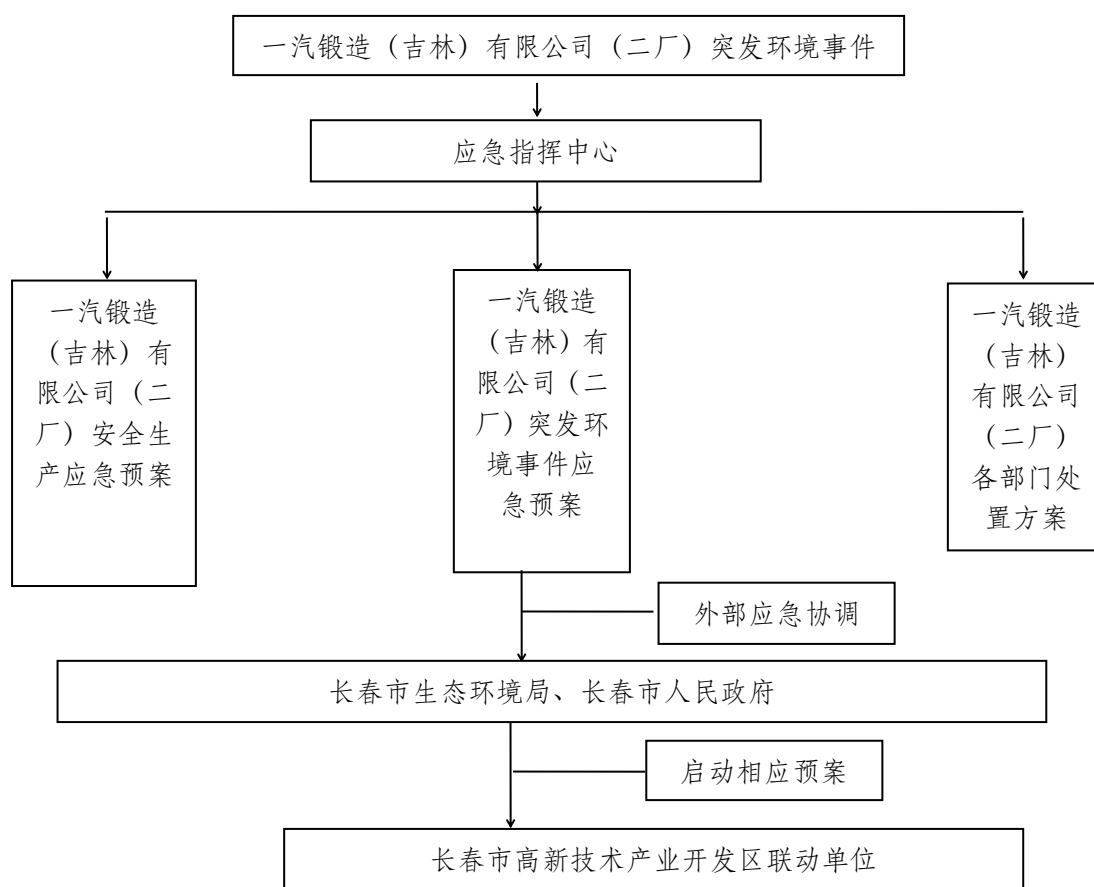 一汽锻造（吉林）有限公司（二厂）突发环境事件
应急指挥中心
一汽锻造
（吉林）有
限公司（二
厂）安全生
产应急预案
一汽锻造
（吉林）有
限公司（二
厂）突发环
境事件应
急预案
一汽锻造
（吉林）
有限公司
（二厂）
各部门处
置方案
外部应急协调
长春市生态环境局、长春市人民政府
启动相应预案
长春市高新技术产业开发区联动单位